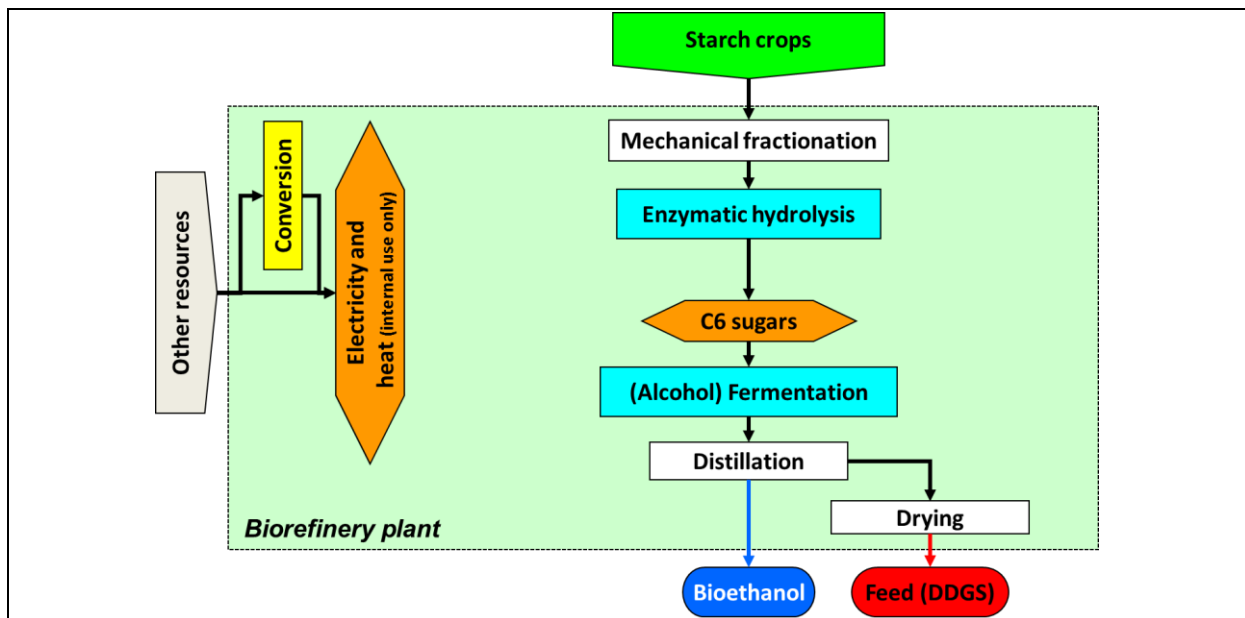 Starch crops
Mechanical fractionation
Enzymatic hydrolysis
C6 sugars
(Alcohol) Fermentation
Distillation
Drying
Bioethanol
Feed (DDGS)
Other resources
Conversion
Electricity and
heat (internal use only)
Biorefinery plant